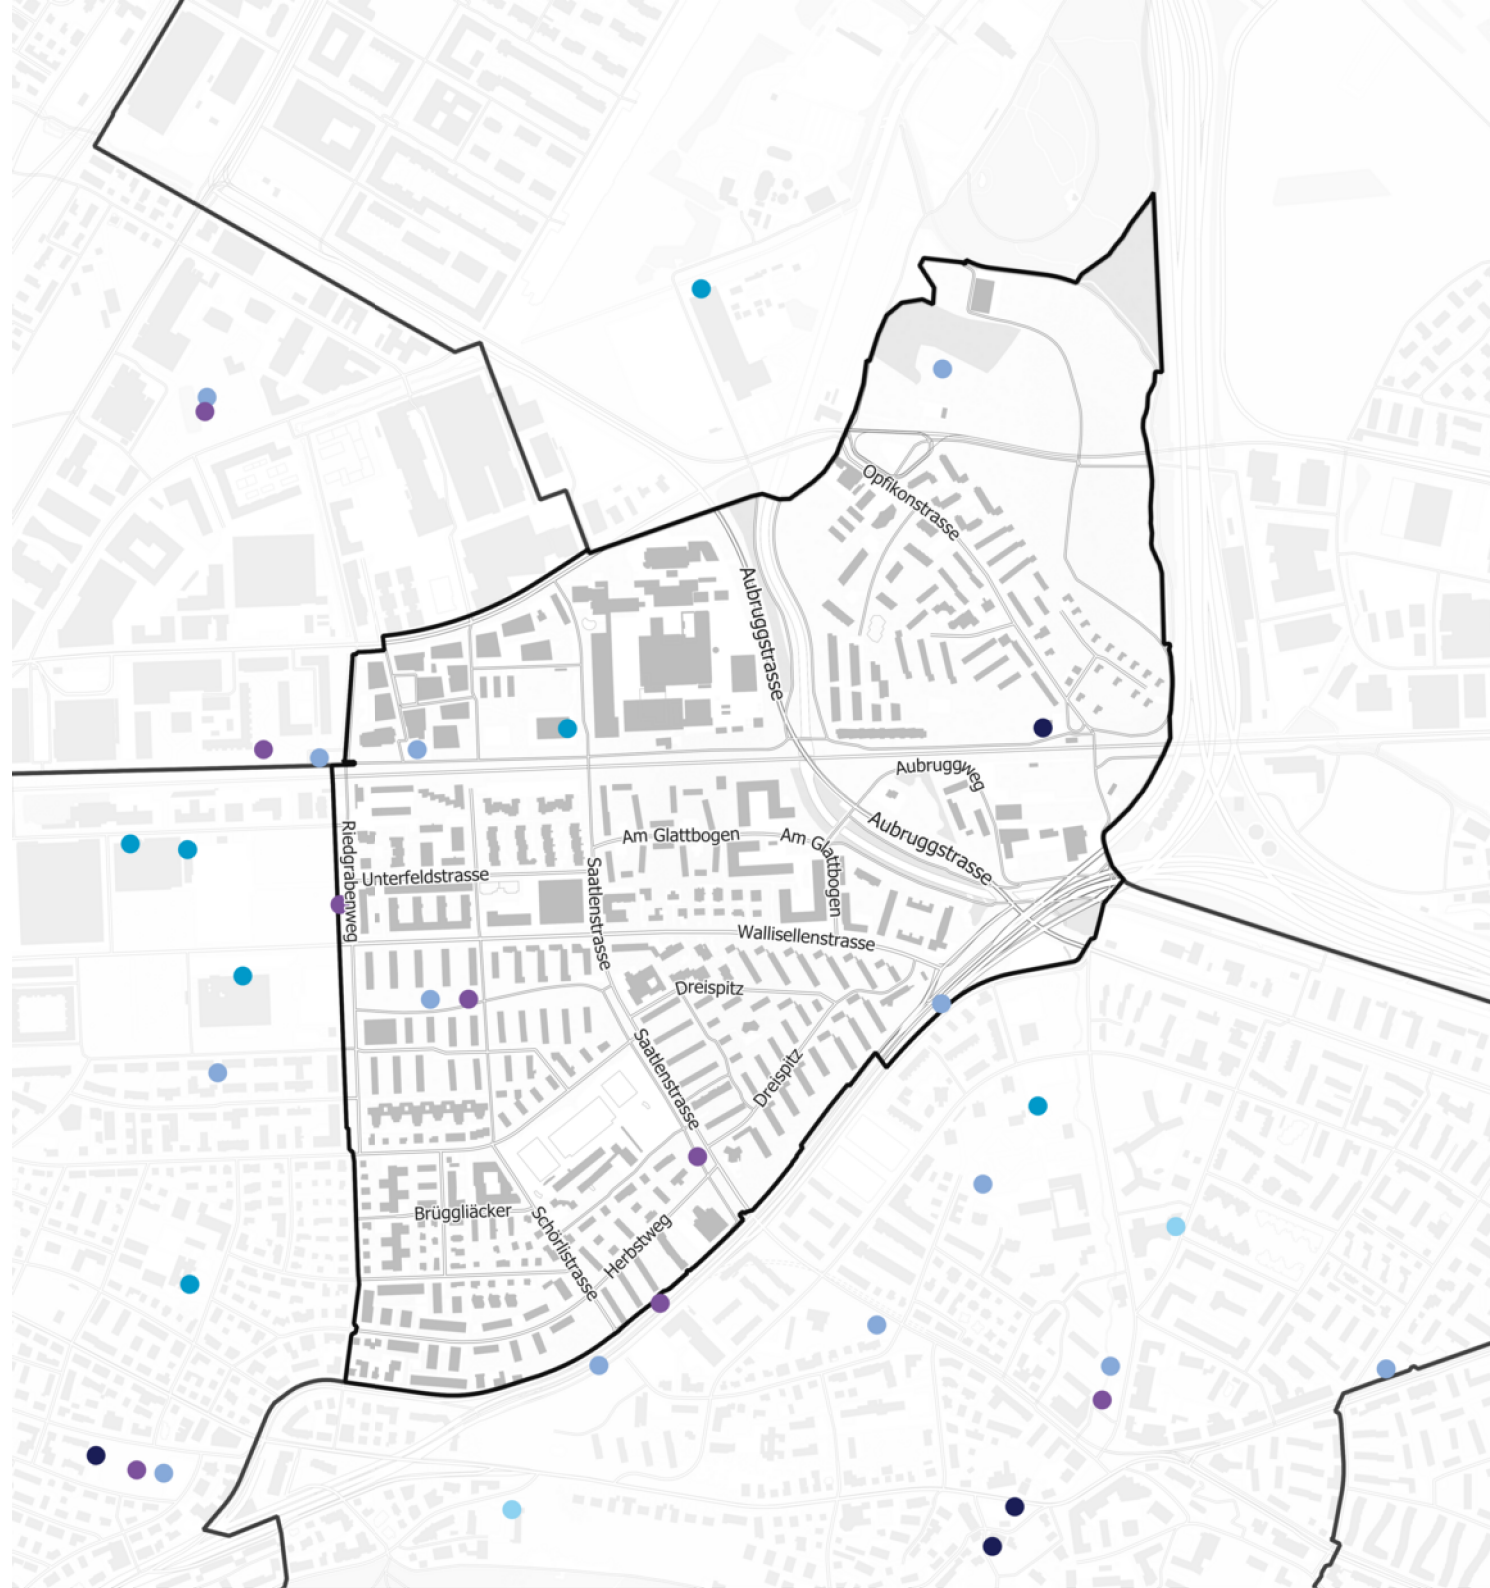 Opfikonstrasse
Aubruggstrasse
Aubruggweg
Am Glattbogen
Am Glattbogen
Aubruggstrasse
Riedgrabenweg
Unterfeldstrasse
Saatlenstrasse
Wallisellenstrasse
Dreispitz
Saatlenstrasse
Dreispitz
Brüggliäcker
Schörlistrasse
Herbstweg